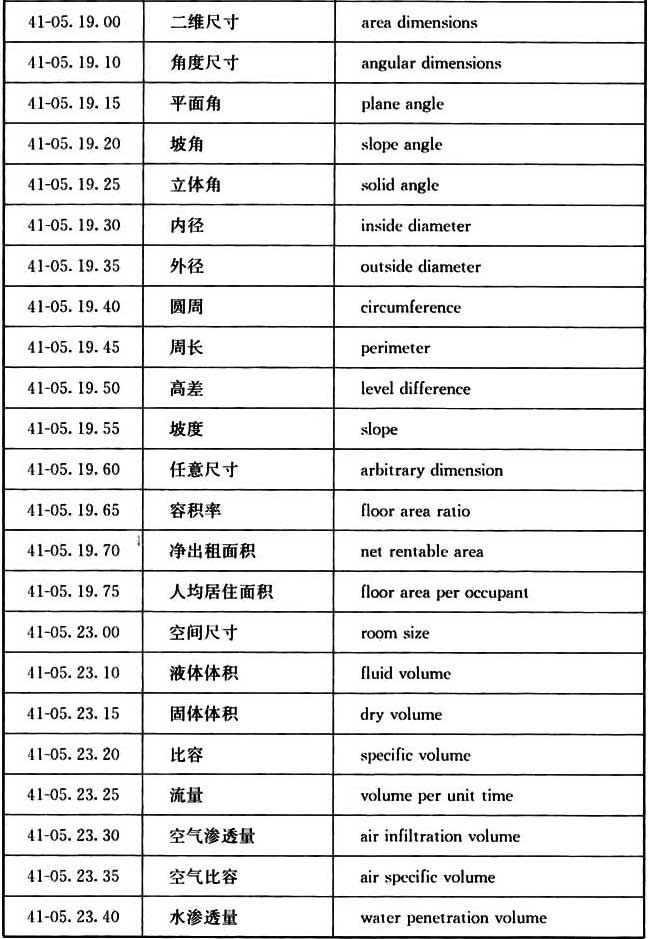 41-05. 19. 00 二维尺寸 area dimensions
41-05. 19. 10 角度尺寸 angular dimensions
41-05. 19. 15 平面角 plane angle
41-05. 19. 20 坡角 slope angle
41-05. 19. 25 立体角 solid angle
41-05. 19. 30 内径 inside diameter
41-05. 19. 35 外径 outside diameter
41-05. 19. 40 圆周 circumference
41-05. 19. 45 周长 perimeter
41-05. 19. 50 高差 level difference
41-05. 19. 55 坡度 slope
41-05. 19. 60 任意尺寸 arbitrary dimension
41-05. 19. 65 容积率 floor area ratio
41-05. 19. 70 净出租面积 net rentable area
41-05. 19. 75 人均居住面积 floor area per occupant
41-05. 23. 00 空间尺寸 room size
41-05. 23. 10 液体体积 fluid volume
41-05. 23. 15 固体体积 dry volume
41-05. 23. 20 比容 specific volume
41-05. 23. 25 流量 volume per unit time
41-05. 23. 30 空气渗透量 air infiltration volume
41-05. 23. 35 空气比容 air specific volume
41-05. 23. 40 水渗透量 water penetration volume